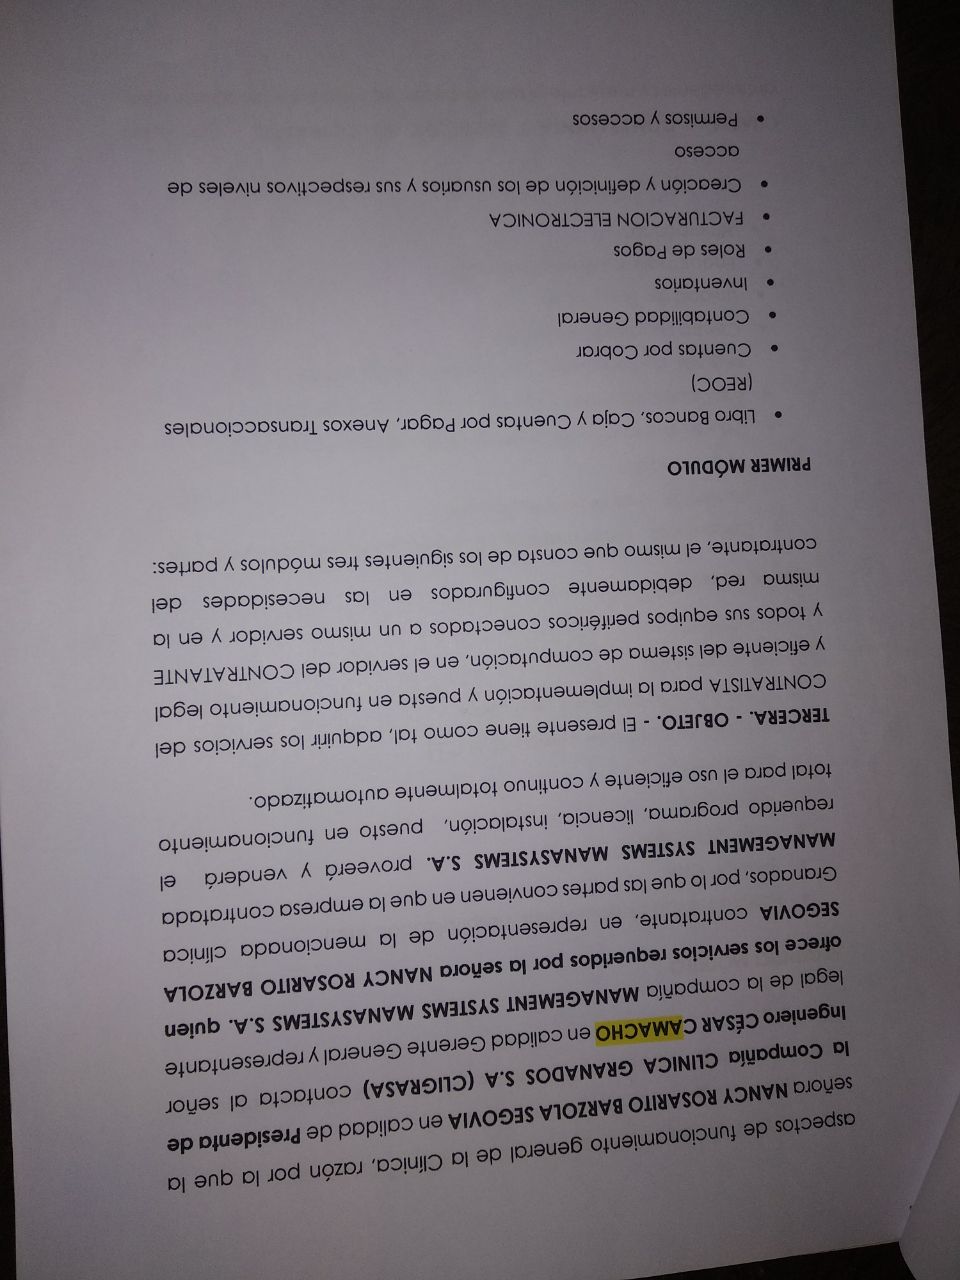 aspectos de funcionamiento general de la Clínica, razón por la que la
señora NANCY ROSARITO BARZOLA SEGOVIA en calidad de Presidenta de
la Compañía CLINICA GRANADOS S.A (CLIGRASA) contacta al señor
Ingeniero CÉSAR CAMACHO en calidad Gerente General y representante
legal de la compañía MANAGEMENT SYSTEMS MANASYSTEMS S.A. quien
ofrece los servicios requeridos por la señora NANCY ROSARITO BARZOLA
SEGOVIA contratante, en representación de la mencionada clínica
Granados, por lo que las partes convienen en que la empresa contratada
MANAGEMENT SYSTEMS MANASYSTEMS S.A. proveerá y venderá el
requerido programa, licencia, instalación, puesto en funcionamiento
total para el uso eficiente y continuo totalmente automatizado.
TERCERA. - OBJETO. - El presente tiene como tal, adquirir los servicios del
CONTRATISTA para la implementación y puesta en funcionamiento legal
y eficiente del sistema de computación, en el servidor del CONTRATANTE
y todos sus equipos periféricos conectados a un mismo servidor y en la
misma red, debidamente configurados en las necesidades del
contratante, el mismo que consta de los siguientes tres módulos y partes:
PRIMER MÓDULO
• Libro Bancos, Caja y Cuentas por Pagar, Anexos Transaccionales
(REOC)
• Cuentas por Cobrar
• Contabilidad General
• Inventarios
• Roles de Pagos
• FACTURACION ELECTRONICA
• Creación y definición de los usuarios y sus respectivos niveles de
acceso
• Permisos y accesos